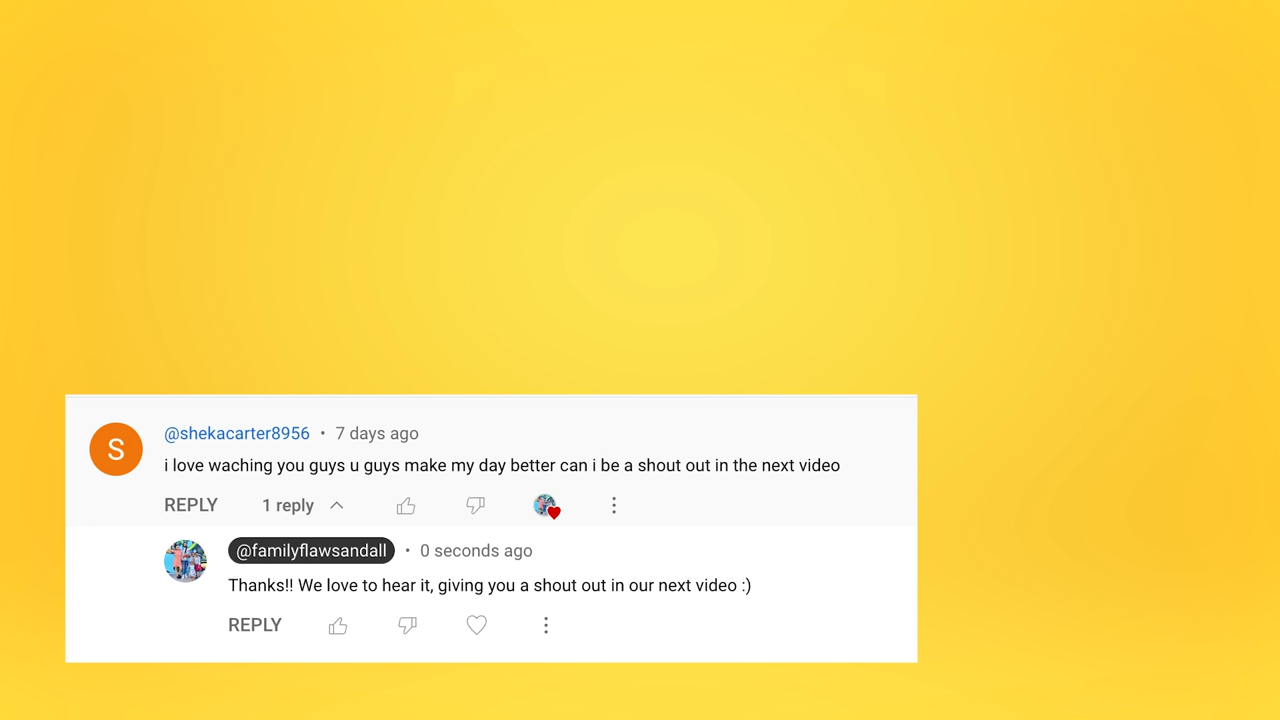 S
@shekacarter8956 • 7 days ago
i love waching you guys u guys make my day better can i be a shout out in the next video
REPLY 1 reply
@familyflawsandall • 0 seconds ago
Thanks!! We love to hear it, giving you a shout out in our next video :)
REPLY